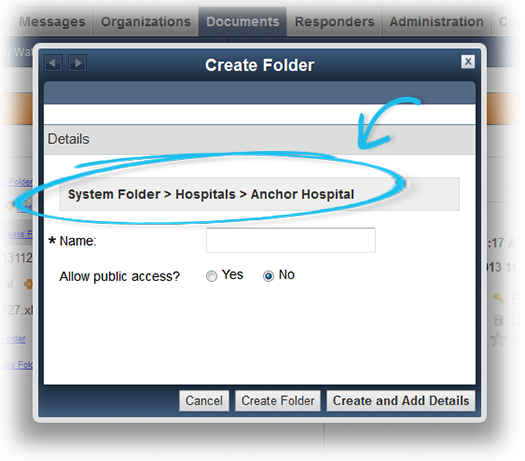 Messages Organizations Documents Responders Administration
Create Folder
x
Details
System Folder > Hospitals > Anchor Hospital
* Name:
Allow public access? Yes No
Cancel Create Folder Create and Add Details